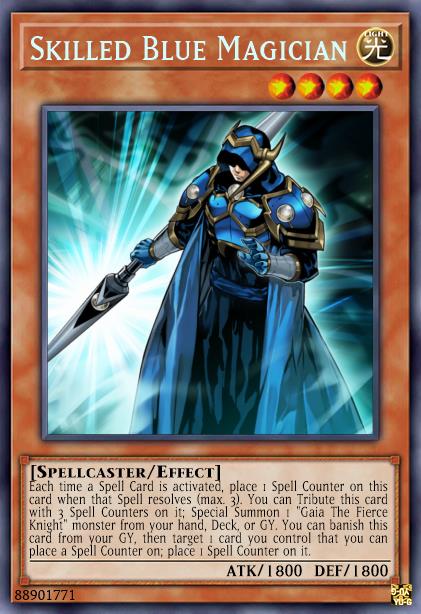 SKILLED BLUE MAGICIAN
LIGHT
光
[SPELLCASTER/EFFECT]
Each time a Spell Card is activated, place 1 Spell Counter on this
card when that Spell resolves (max. 3). You can Tribute this card
with 3 Spell Counters on it; Special Summon 1 "Gaia The Fierce
Knight" monster from your hand, Deck, or GY. You can banish this
card from your GY, then target 1 card you control that you can
place a Spell Counter on; place 1 Spell Counter on it.
ATK/1800 DEF/1800
88901771